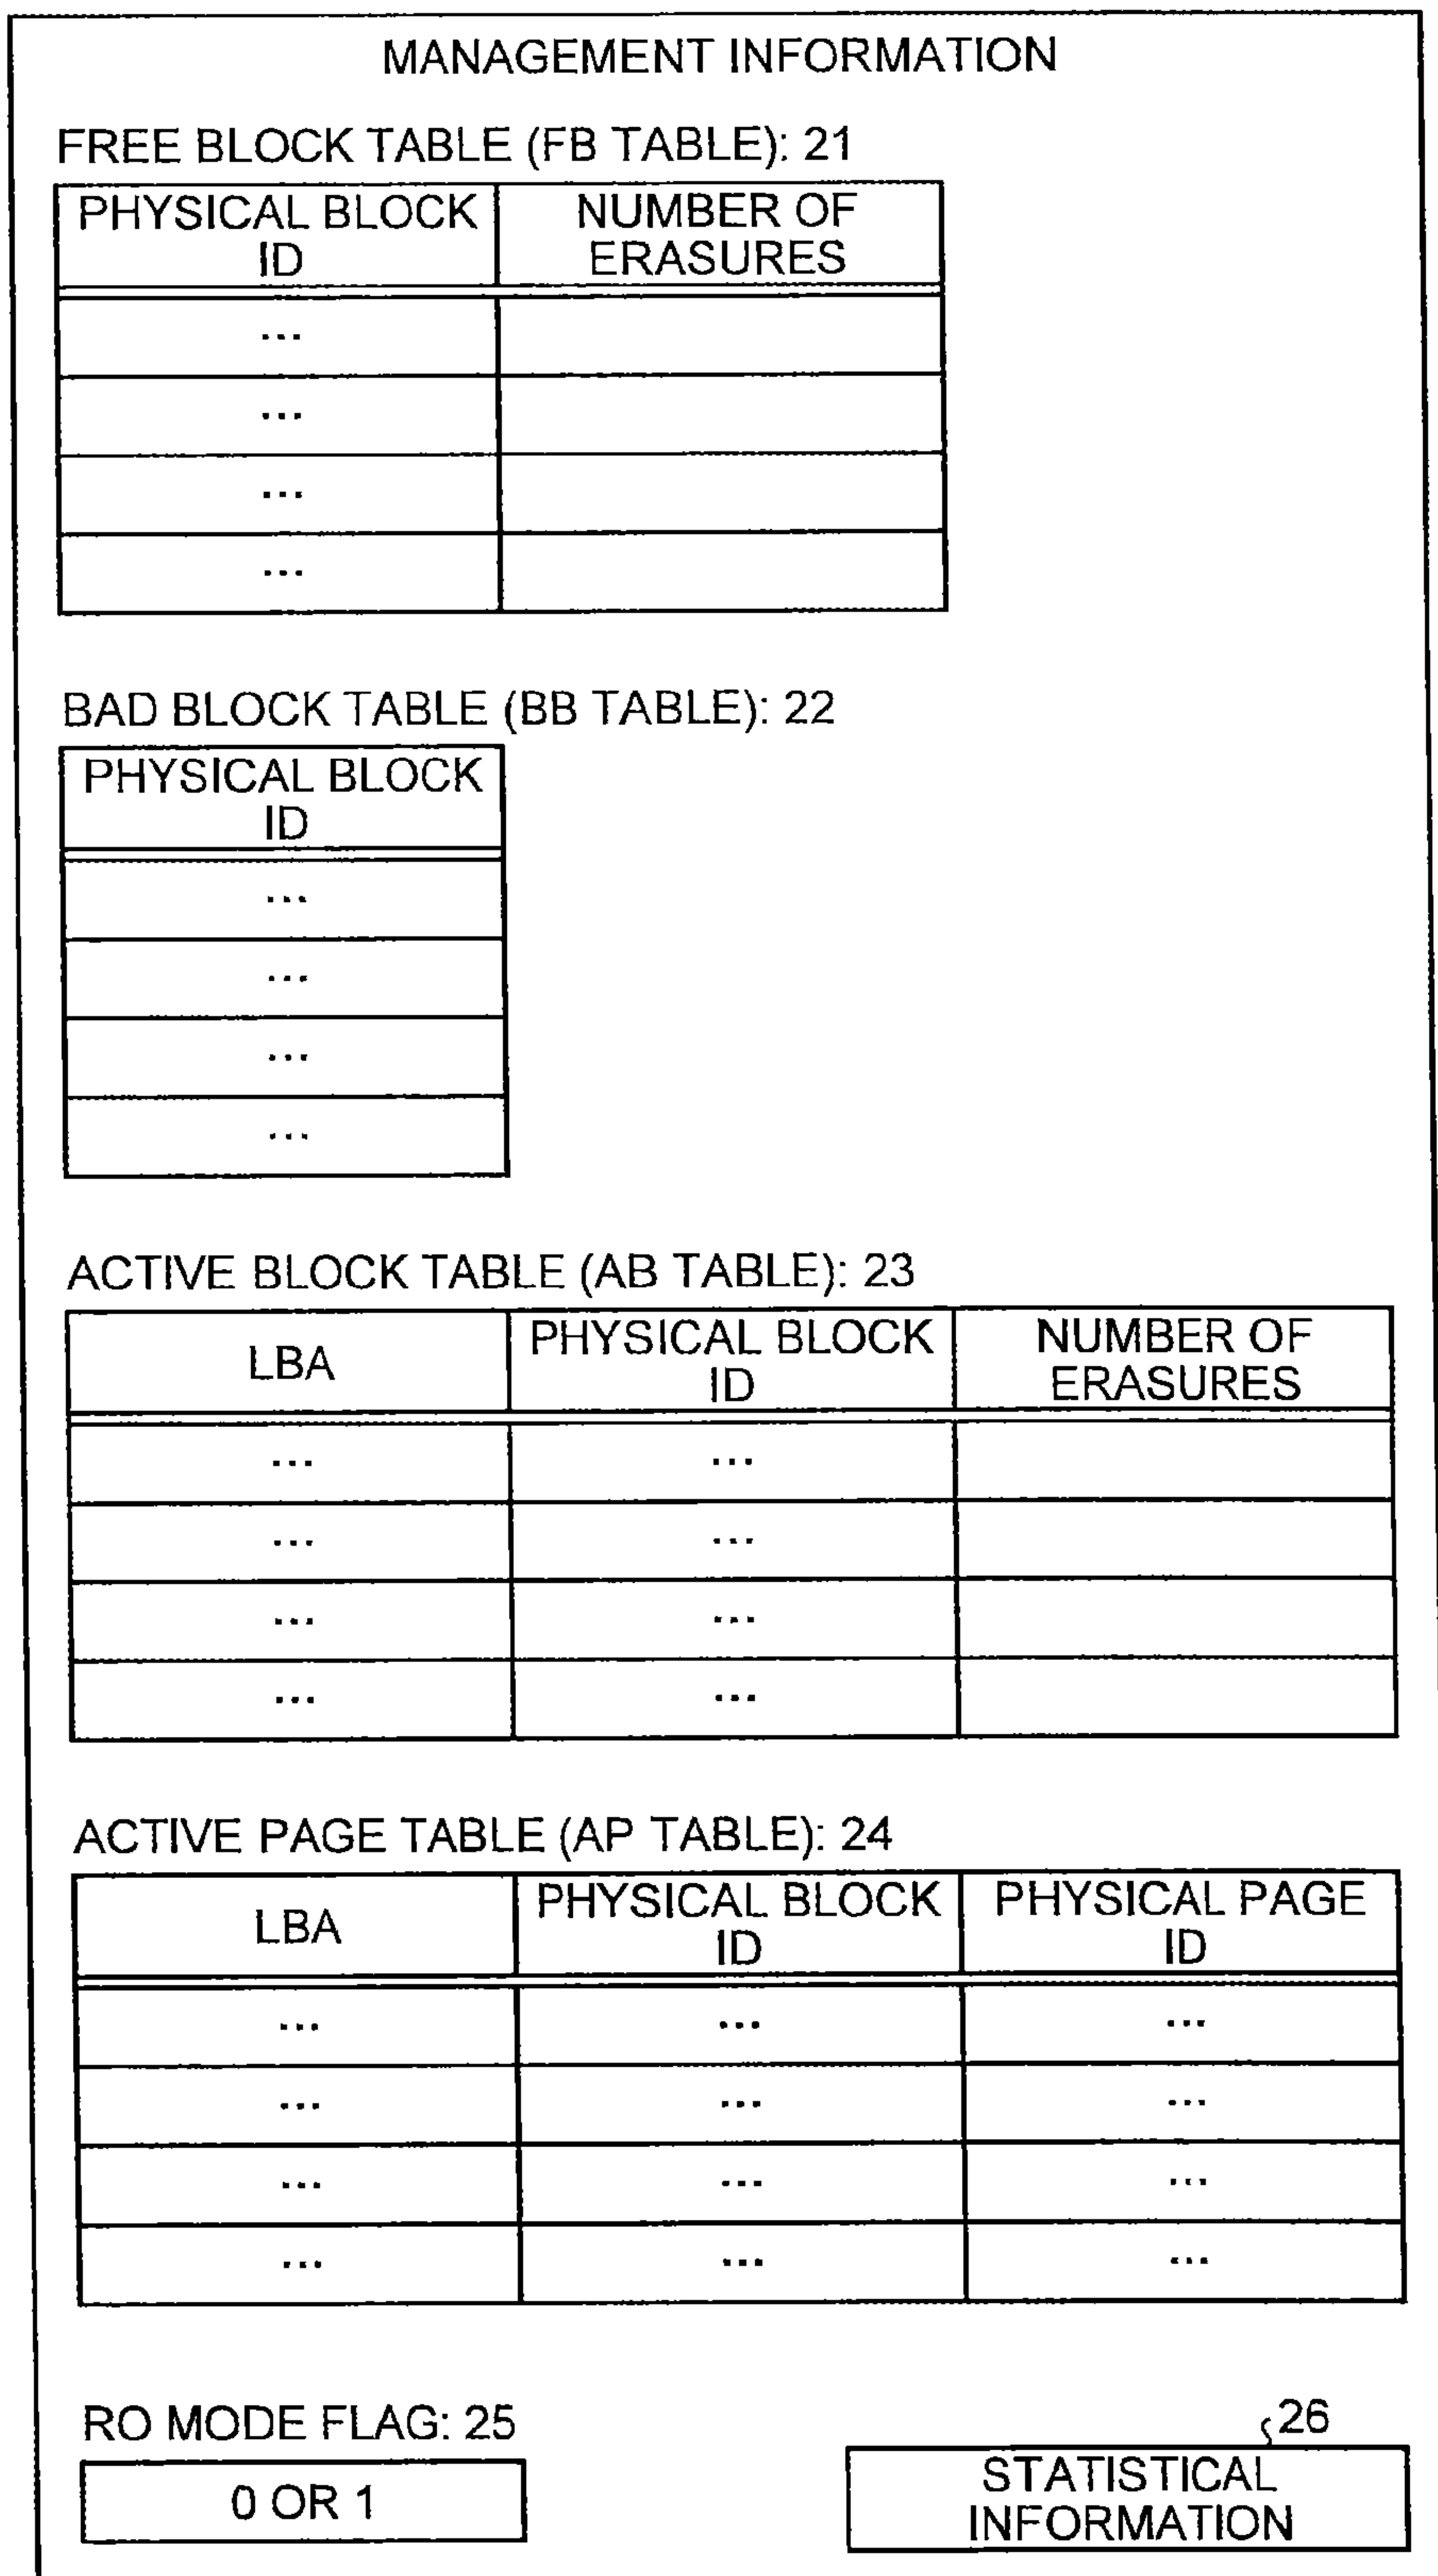 MANAGEMENT INFORMATION
FREE BLOCK TABLE (FB TABLE): 21
PHYSICAL BLOCK ID NUMBER OF ERASURES
...
...
...
...
BAD BLOCK TABLE (BB TABLE): 22
PHYSICAL BLOCK ID
...
...
...
...
ACTIVE BLOCK TABLE (AB TABLE): 23
LBA PHYSICAL BLOCK ID NUMBER OF ERASURES
... ...
... ...
... ...
... ...
ACTIVE PAGE TABLE (AP TABLE): 24
LBA PHYSICAL BLOCK ID PHYSICAL PAGE ID
... ... ...
... ... ...
... ... ...
... ... ...
RO MODE FLAG: 25
0 OR 1
26
STATISTICAL
INFORMATION